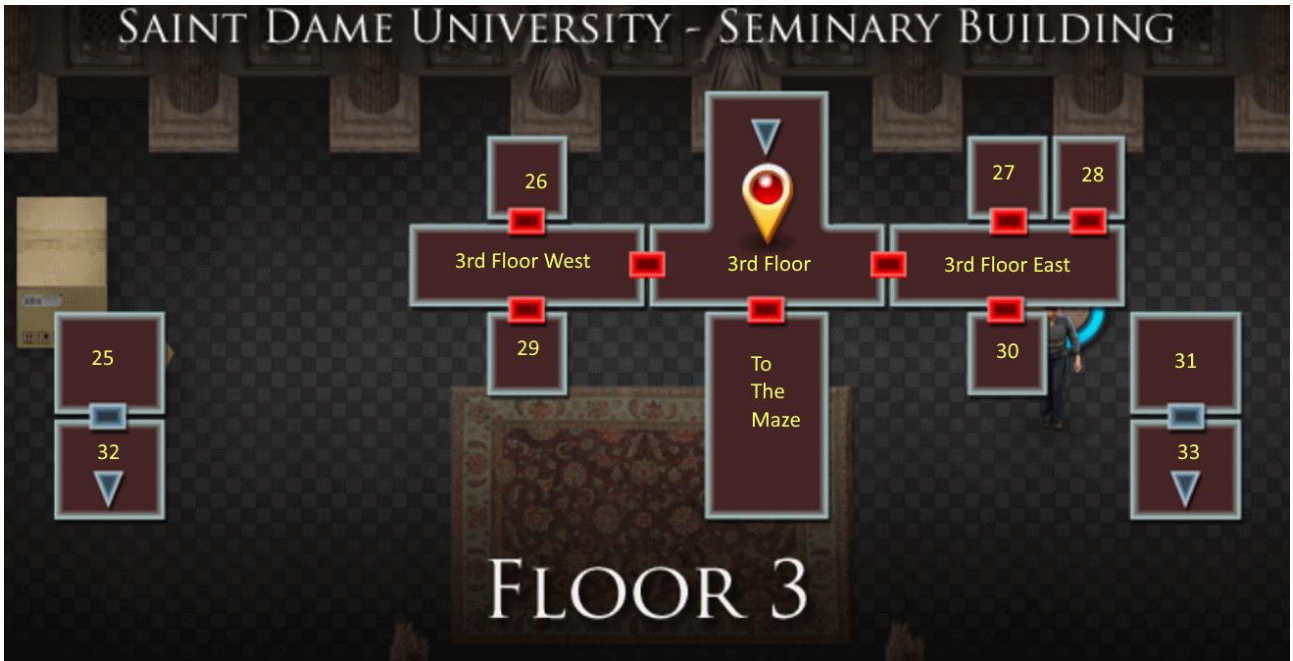 SAINT DAME UNIVERSITY - SEMINARY BUILDING
26
27
28
3rd Floor West
3rd Floor
3rd Floor East
25
29
To
The
Maze
30
31
32
33
FLOOR 3